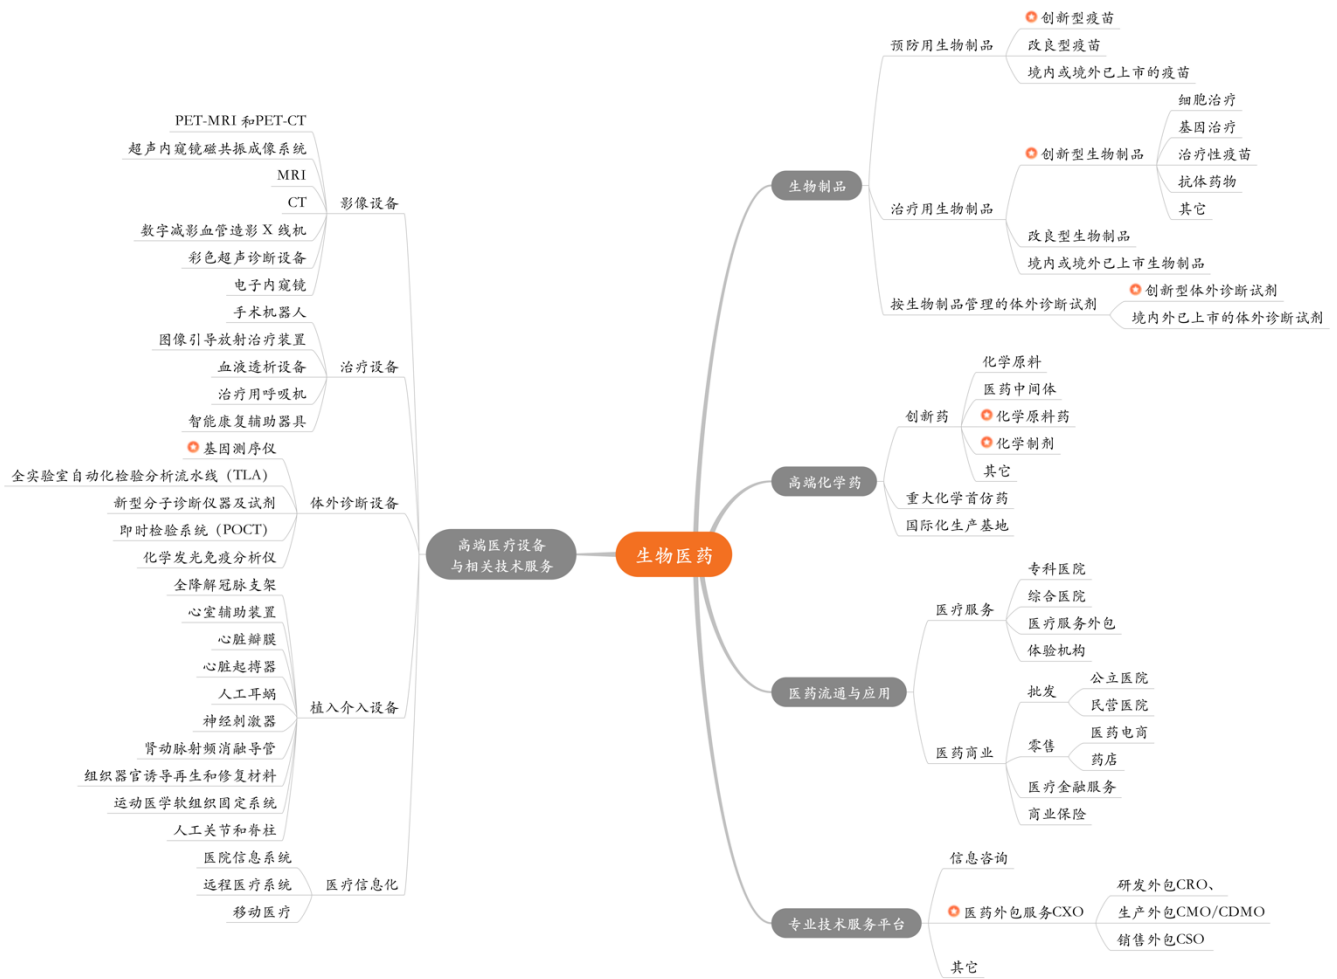 生物医药
生物制品
预防用生物制品
创新型疫苗
改良型疫苗
境内或境外已上市的疫苗
治疗用生物制品
创新型生物制品
细胞治疗
基因治疗
治疗性疫苗
抗体药物
其它
改良型生物制品
境内或境外已上市生物制品
按生物制品管理的体外诊断试剂
创新型体外诊断试剂
境内外已上市的体外诊断试剂
高端化学药
创新药
化学原料
医药中间体
化学原料药
化学制剂
其它
重大化学首仿药
国际化生产基地
医药流通与应用
医疗服务
专科医院
综合医院
医疗服务外包
体验机构
医药商业
批发
公立医院
民营医院
零售
医药电商
药店
医疗金融服务
商业保险
专业技术服务平台
信息咨询
医药外包服务CXO
研发外包CRO、
生产外包CMO/CDMO
销售外包CSO
其它
高端医疗设备
与相关技术服务
影像设备
PET-MRI 和PET-CT
超声内窥镜磁共振成像系统
MRI
CT
数字减影血管造影 X 线机
彩色超声诊断设备
电子内窥镜
治疗设备
手术机器人
图像引导放射治疗装置
血液透析设备
治疗用呼吸机
智能康复辅助器具
体外诊断设备
基因测序仪
全实验室自动化检验分析流水线（TLA）
新型分子诊断仪器及试剂
即时检验系统（POCT）
化学发光免疫分析仪
植入介入设备
全降解冠脉支架
心室辅助装置
心脏瓣膜
心脏起搏器
人工耳蜗
神经刺激器
肾动脉射频消融导管
组织器官诱导再生和修复材料
运动医学软组织固定系统
人工关节和脊柱
医疗信息化
医院信息系统
远程医疗系统
移动医疗